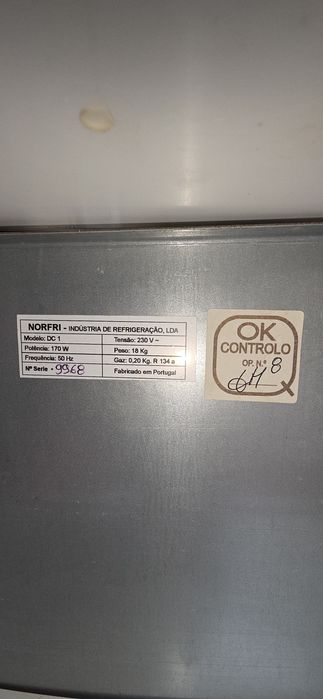 NORFRI - INDÚSTRIA DE REFRIGERAÇÃO, LDA
Modelo: DC 1 Tensão: 230 V ~
Potência: 170 W Peso: 18 Kg
Frequência: 50 Hz Gaz: 0,20 Kg. R 134 a
Nº Serie • 9968 Fabricado em Portugal
OK
CONTROLO
OP. N.º 8